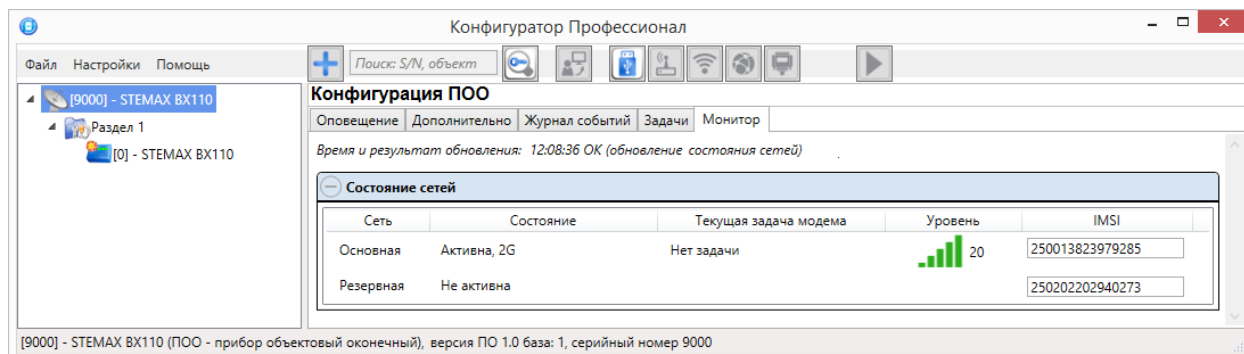 Конфигуратор Профессионал
Файл Настройки Помощь
Поиск: S/N, объект
[9000] - STEMAX BX110
Раздел 1
[0] - STEMAX BX110
Конфигурация ПОО
Оповещение Дополнительно Журнал событий Задачи Монитор
Время и результат обновления: 12:08:36 ОК (обновление состояния сетей)
Состояние сетей
Сеть Состояние Текущая задача модема Уровень IMSI
Основная Активна, 2G Нет задачи 20 250013823979285
Резервная Не активна 250202202940273
[9000] - STEMAX BX110 (ПОО - прибор объектовый оконечный), версия ПО 1.0 база: 1, серийный номер 9000